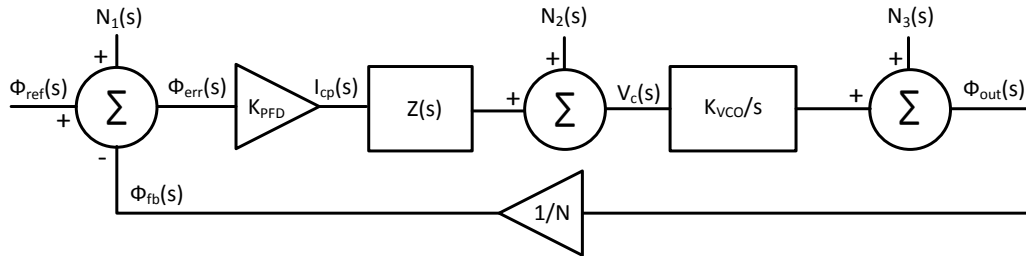 N₁(s)
N₂(s)
N₃(s)
+
+
+
Φref(s)
Φerr(s)
Icp(s)
Vc(s)
Φout(s)
+
Σ
KPFD
Z(s)
+
Σ
KVCO/s
+
Σ
-
Φfb(s)
1/N